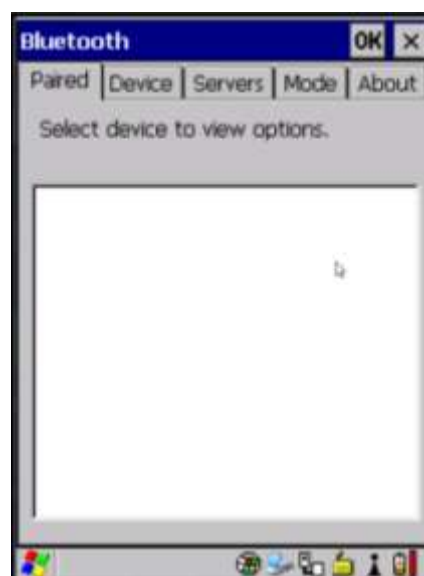 Bluetooth OK ×
Paired Device Servers Mode About
Select device to view options.